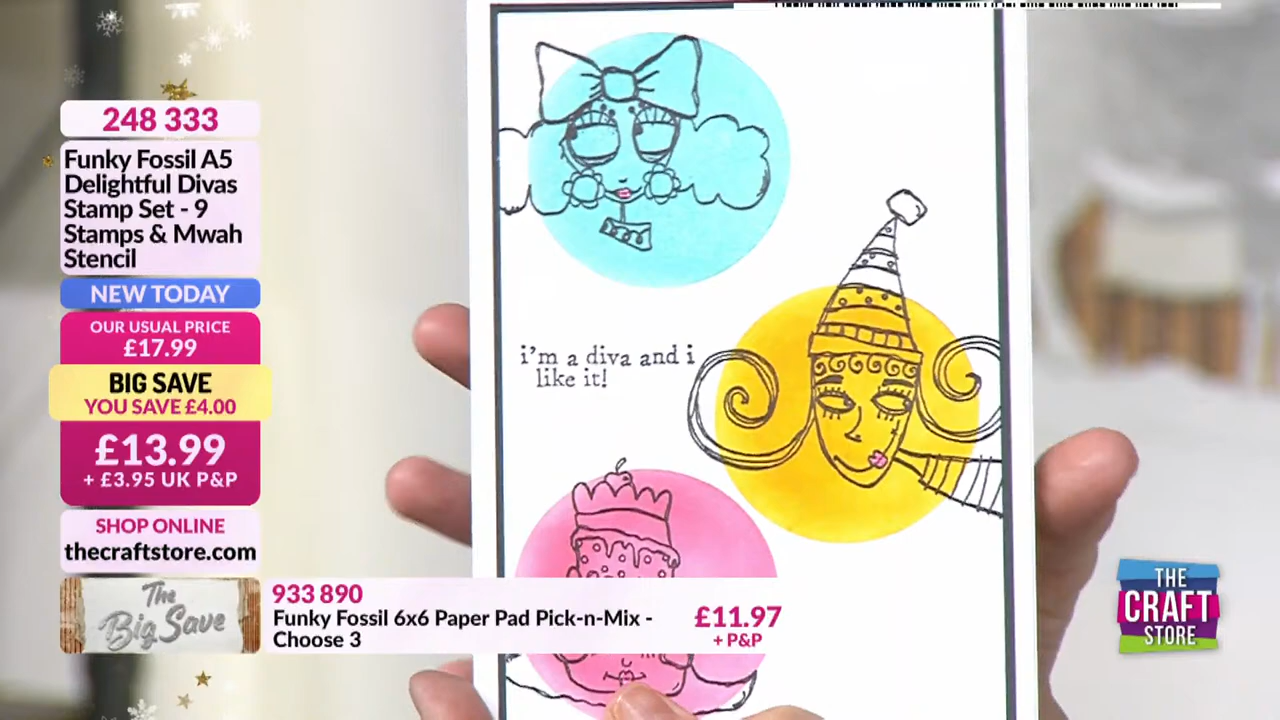 248 333
Funky Fossil A5
Delightful Divas
Stamp Set - 9
Stamps & Mwah
Stencil
NEW TODAY
OUR USUAL PRICE
£17.99
BIG SAVE
YOU SAVE £4.00
£13.99
+ £3.95 UK P&P
SHOP ONLINE
thecraftstore.com
The
Big Save
933 890
Funky Fossil 6x6 Paper Pad Pick-n-Mix -
Choose 3
£11.97
+ P&P
i'm a diva and i
like it!
THE
CRAFT
STORE